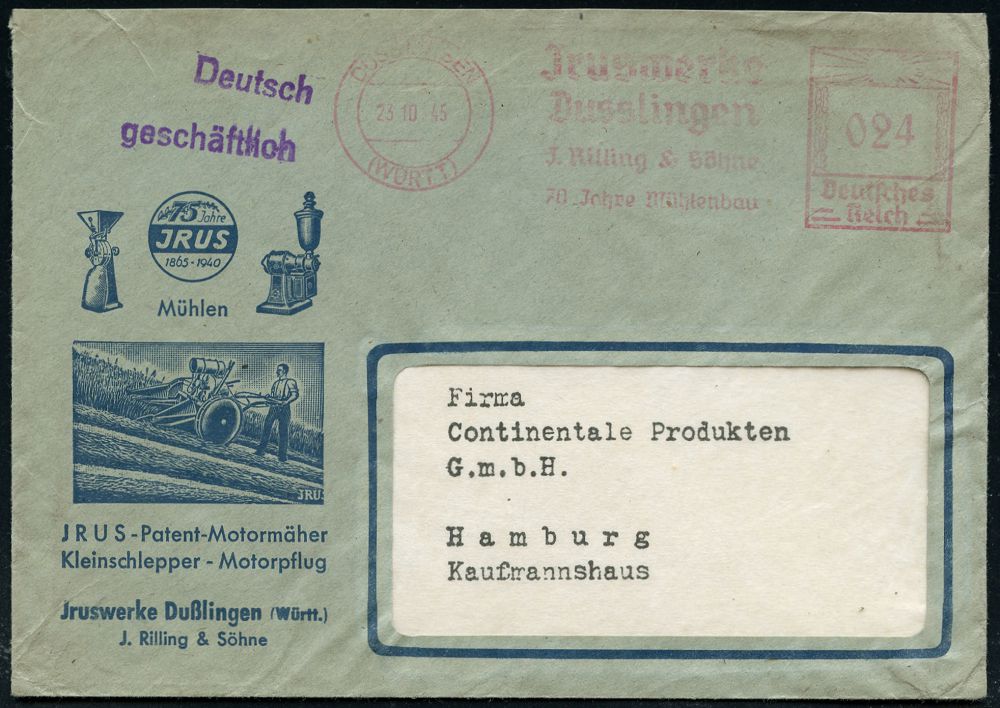 Deutsch
geschäftlich
DUSSLINGEN
23.10.45
(WÜRTT)
Jruswerke
Dusslingen
J. Rilling & Söhne
70 Jahre Mühlenbau
024
Deutsches
Reich
75 Jahre
JRUS
1865-1940
Mühlen
JRUS
JRUS-Patent-Motormäher
Kleinschlepper - Motorpflug
Jruswerke Dußlingen (Württ.)
J. Rilling & Söhne
Firma
Continentale Produkten
G.m.b.H.
Hamburg
Kaufmannshaus